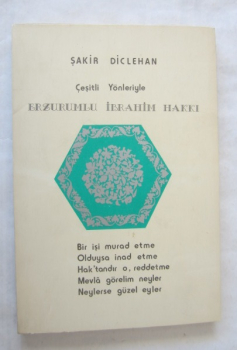 ŞAKİR DİCLEHAN
Çeşitli Yönleriyle
ERZURUMLU İBRAHİM HAKKI
Bir işi murad etme
Olduysa inad etme
Hak'tandır o, reddetme
Mevlâ görelim neyler
Neylerse güzel eyler